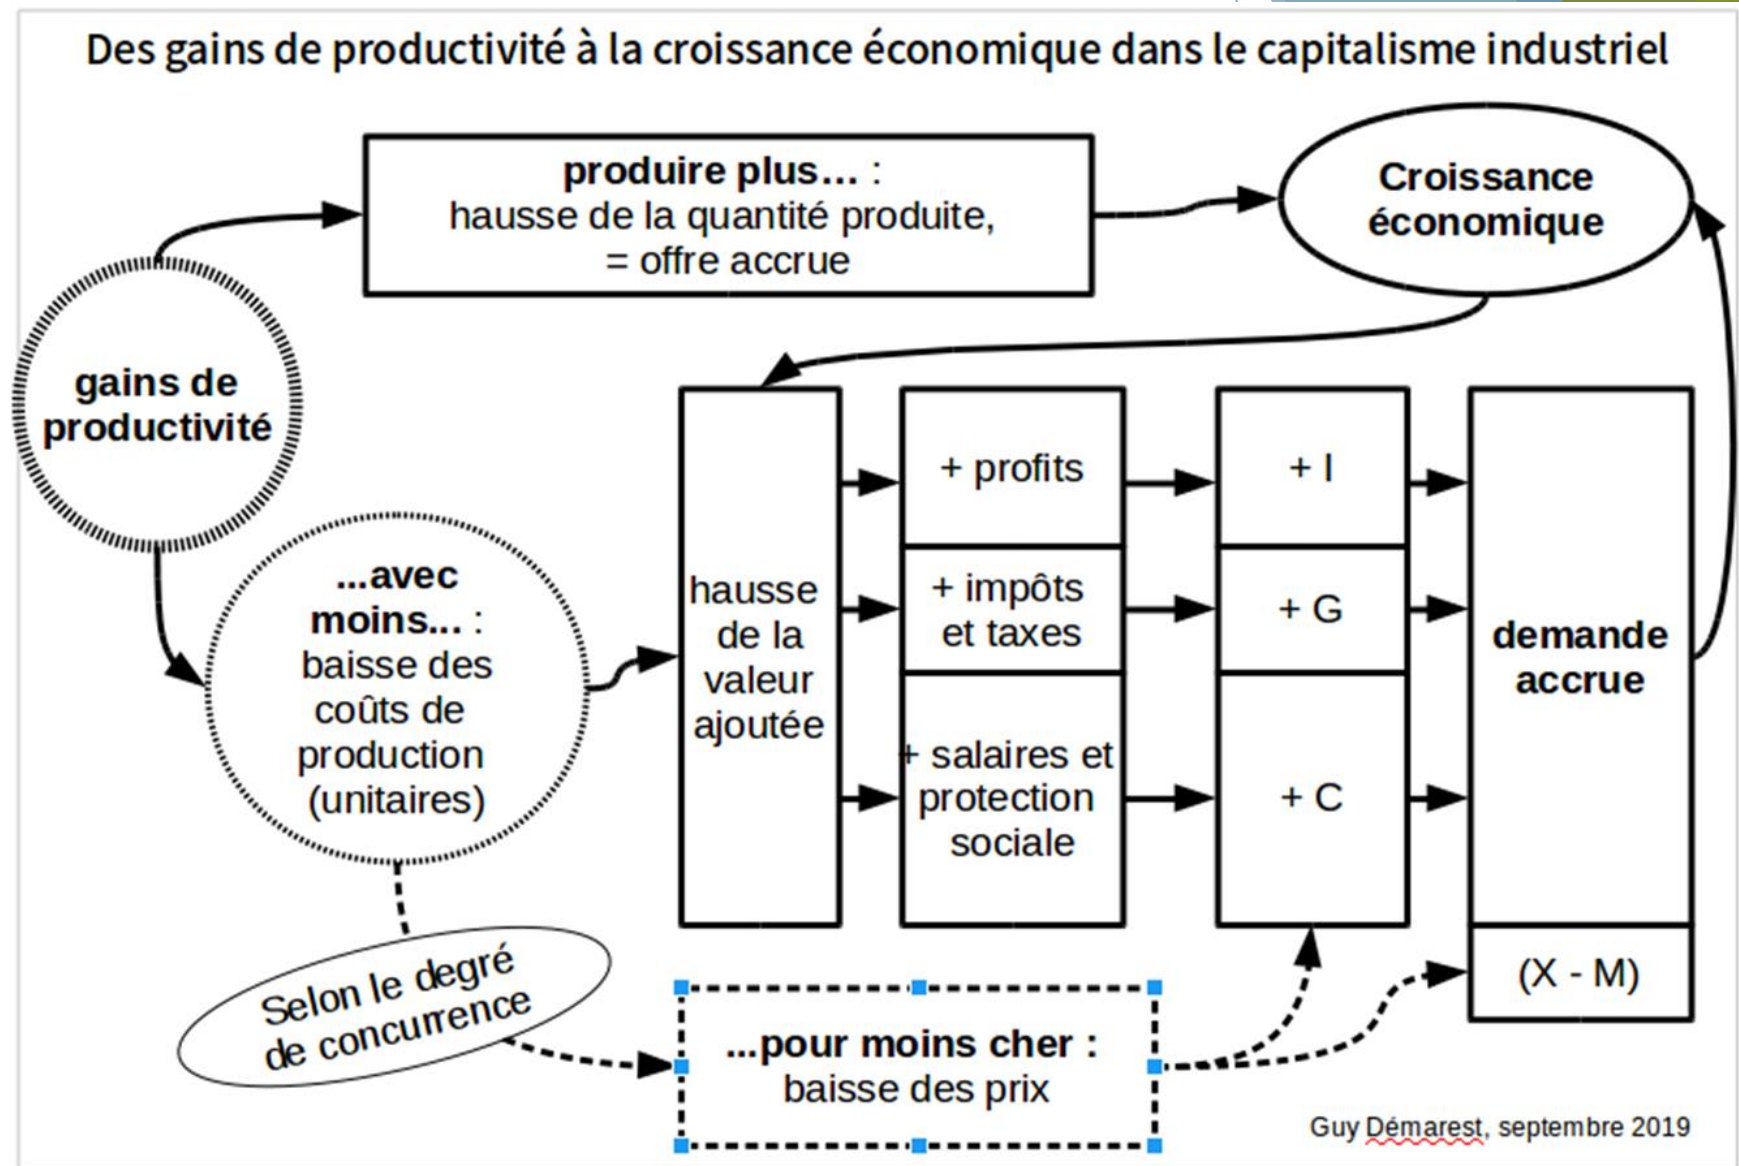 Des gains de productivité à la croissance économique dans le capitalisme industriel
produire plus… :
hausse de la quantité produite,
= offre accrue
Croissance
économique
gains de
productivité
...avec
moins... :
baisse des
coûts de
production
(unitaires)
hausse
de la
valeur
ajoutée
+ profits
+ impôts
et taxes
+ salaires et
protection
sociale
+ I
+ G
+ C
demande
accrue
(X - M)
Selon le degré
de concurrence
...pour moins cher :
baisse des prix
Guy Démarest, septembre 2019